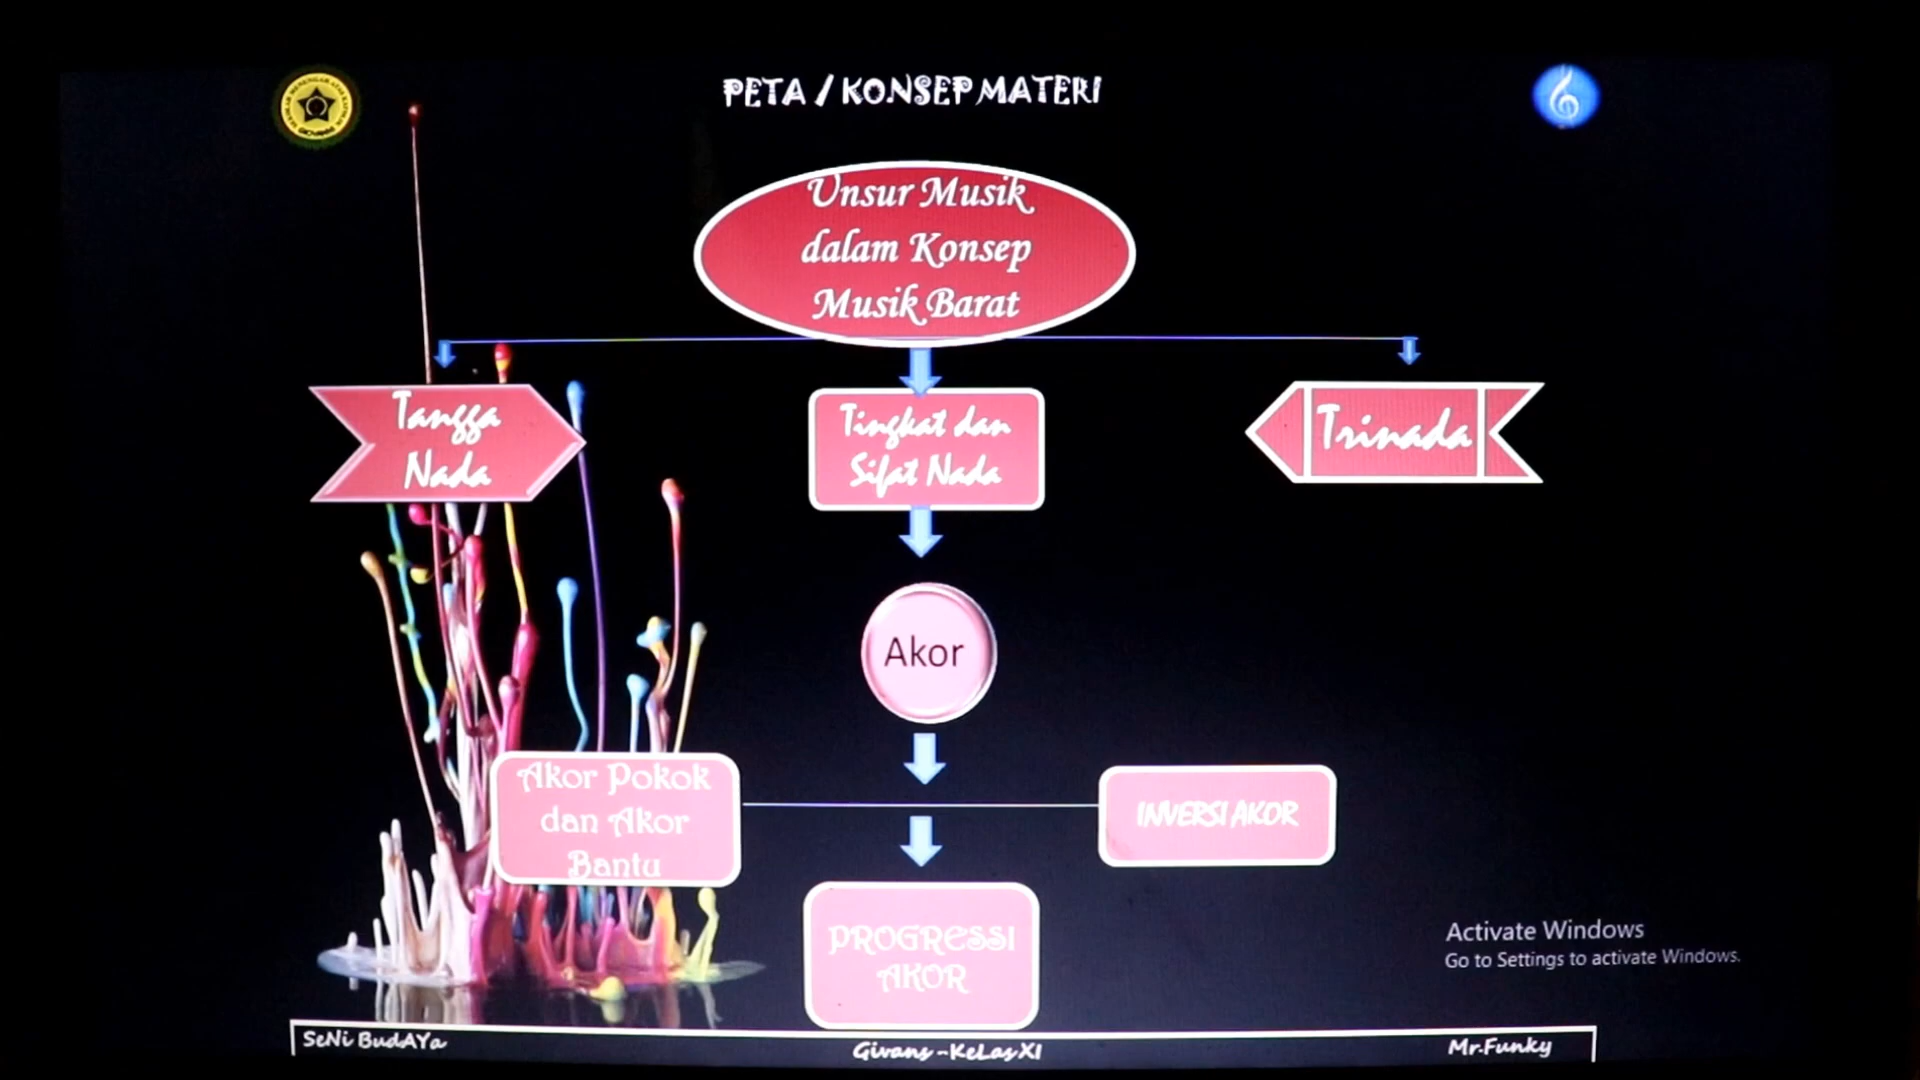 PETA / KONSEP MATERI
Unsur Musik
dalam Konsep
Musik Barat
Tangga
Nada
Tingkat dan
Sifat Nada
Trinada
Akor
Akor Pokok
dan Akor
Bantu
INVERSI AKOR
PROGRESSI
AKOR
Activate Windows
Go to Settings to activate Windows.
SeNi BudAYa
Givans -KeLas XI
Mr.Funky